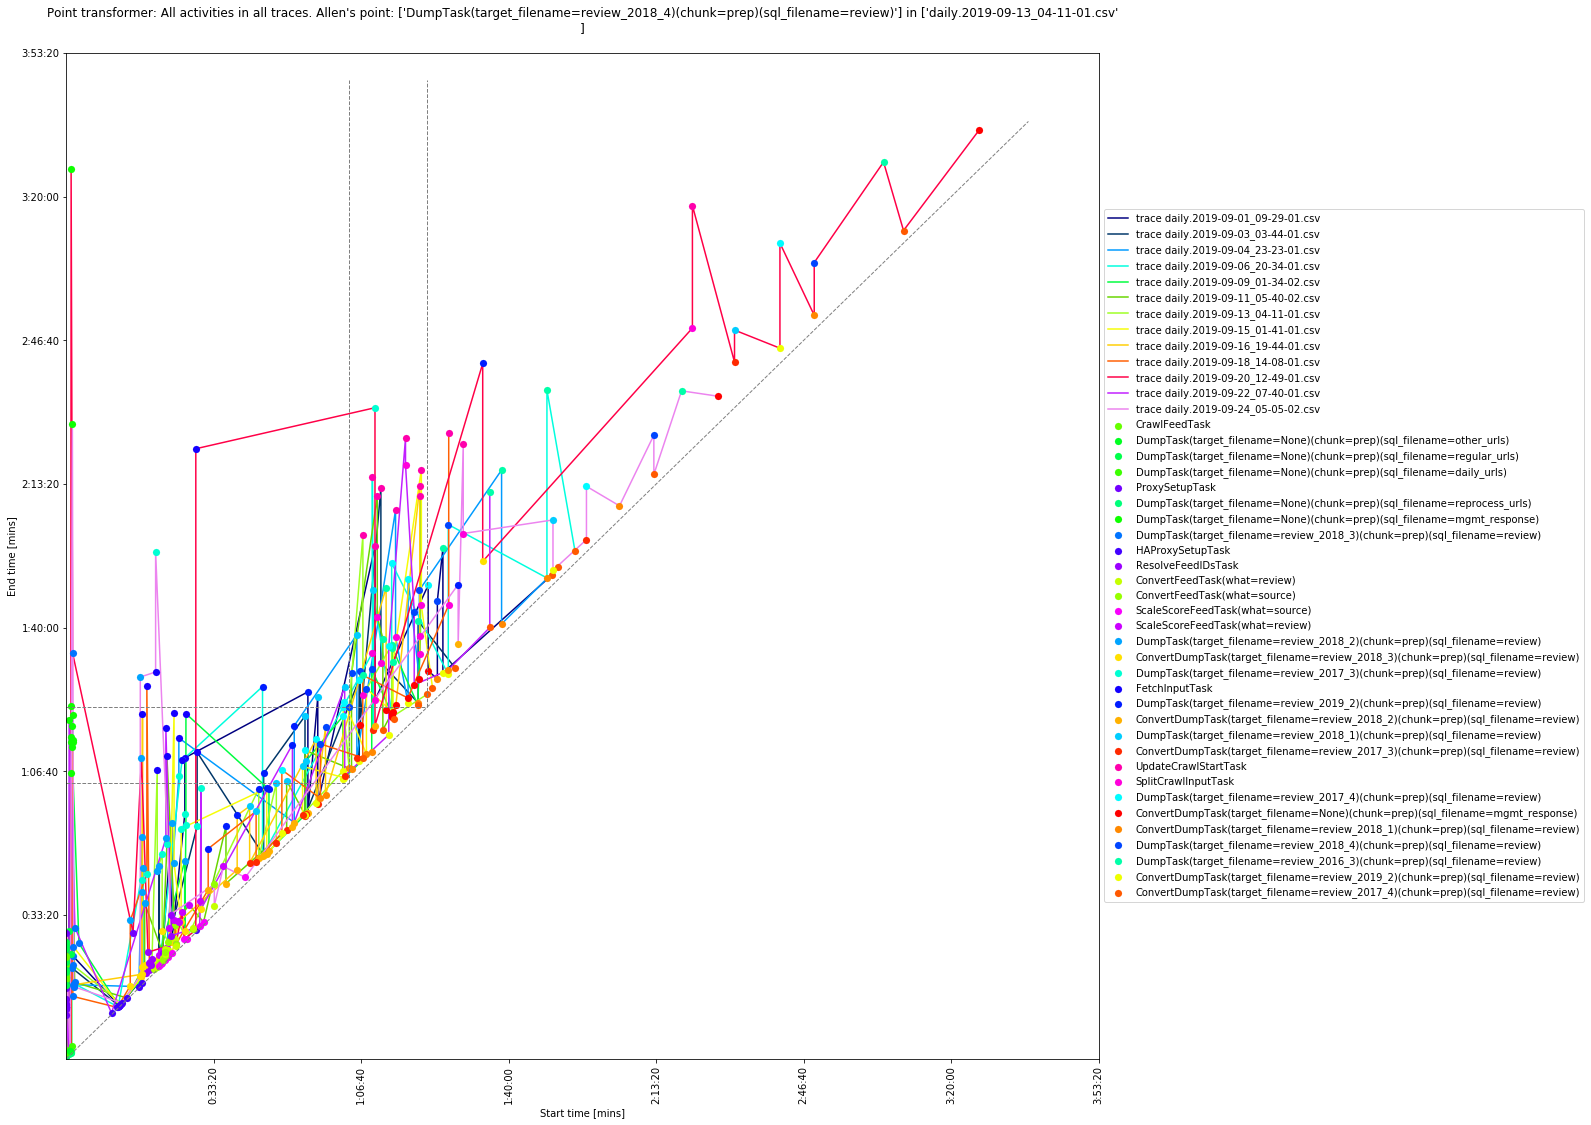 Point transformer: All activities in all traces. Allen's point: ['DumpTask(target_filename=review_2018_4)(chunk=prep)(sql_filename=review)'] in ['daily.2019-09-13_04-11-01.csv'
]
3:53:20
3:20:00
2:46:40
2:13:20
1:40:00
1:06:40
0:33:20
End time [mins]
0:33:20
1:06:40
1:40:00
2:13:20
2:46:40
3:20:00
3:53:20
Start time [mins]
trace daily.2019-09-01_09-29-01.csv
trace daily.2019-09-03_03-44-01.csv
trace daily.2019-09-04_23-23-01.csv
trace daily.2019-09-06_20-34-01.csv
trace daily.2019-09-09_01-34-02.csv
trace daily.2019-09-11_05-40-02.csv
trace daily.2019-09-13_04-11-01.csv
trace daily.2019-09-15_01-41-01.csv
trace daily.2019-09-16_19-44-01.csv
trace daily.2019-09-18_14-08-01.csv
trace daily.2019-09-20_12-49-01.csv
trace daily.2019-09-22_07-40-01.csv
trace daily.2019-09-24_05-05-02.csv
CrawlFeedTask
DumpTask(target_filename=None)(chunk=prep)(sql_filename=other_urls)
DumpTask(target_filename=None)(chunk=prep)(sql_filename=regular_urls)
DumpTask(target_filename=None)(chunk=prep)(sql_filename=daily_urls)
ProxySetupTask
DumpTask(target_filename=None)(chunk=prep)(sql_filename=reprocess_urls)
DumpTask(target_filename=None)(chunk=prep)(sql_filename=mgmt_response)
DumpTask(target_filename=review_2018_3)(chunk=prep)(sql_filename=review)
HAProxySetupTask
ResolveFeedIDsTask
ConvertFeedTask(what=review)
ConvertFeedTask(what=source)
ScaleScoreFeedTask(what=source)
ScaleScoreFeedTask(what=review)
DumpTask(target_filename=review_2018_2)(chunk=prep)(sql_filename=review)
ConvertDumpTask(target_filename=review_2018_3)(chunk=prep)(sql_filename=review)
DumpTask(target_filename=review_2017_3)(chunk=prep)(sql_filename=review)
FetchInputTask
DumpTask(target_filename=review_2019_2)(chunk=prep)(sql_filename=review)
ConvertDumpTask(target_filename=review_2018_2)(chunk=prep)(sql_filename=review)
DumpTask(target_filename=review_2018_1)(chunk=prep)(sql_filename=review)
ConvertDumpTask(target_filename=review_2017_3)(chunk=prep)(sql_filename=review)
UpdateCrawlStartTask
SplitCrawlInputTask
DumpTask(target_filename=review_2017_4)(chunk=prep)(sql_filename=review)
ConvertDumpTask(target_filename=None)(chunk=prep)(sql_filename=mgmt_response)
ConvertDumpTask(target_filename=review_2018_1)(chunk=prep)(sql_filename=review)
DumpTask(target_filename=review_2018_4)(chunk=prep)(sql_filename=review)
DumpTask(target_filename=review_2016_3)(chunk=prep)(sql_filename=review)
ConvertDumpTask(target_filename=review_2019_2)(chunk=prep)(sql_filename=review)
ConvertDumpTask(target_filename=review_2017_4)(chunk=prep)(sql_filename=review)